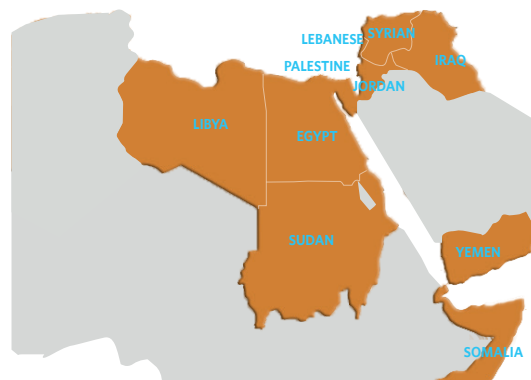 LEBANESE
SYRIAN
IRAQ
PALESTINE
JORDAN
LIBYA
EGYPT
SUDAN
YEMEN
SOMALIA